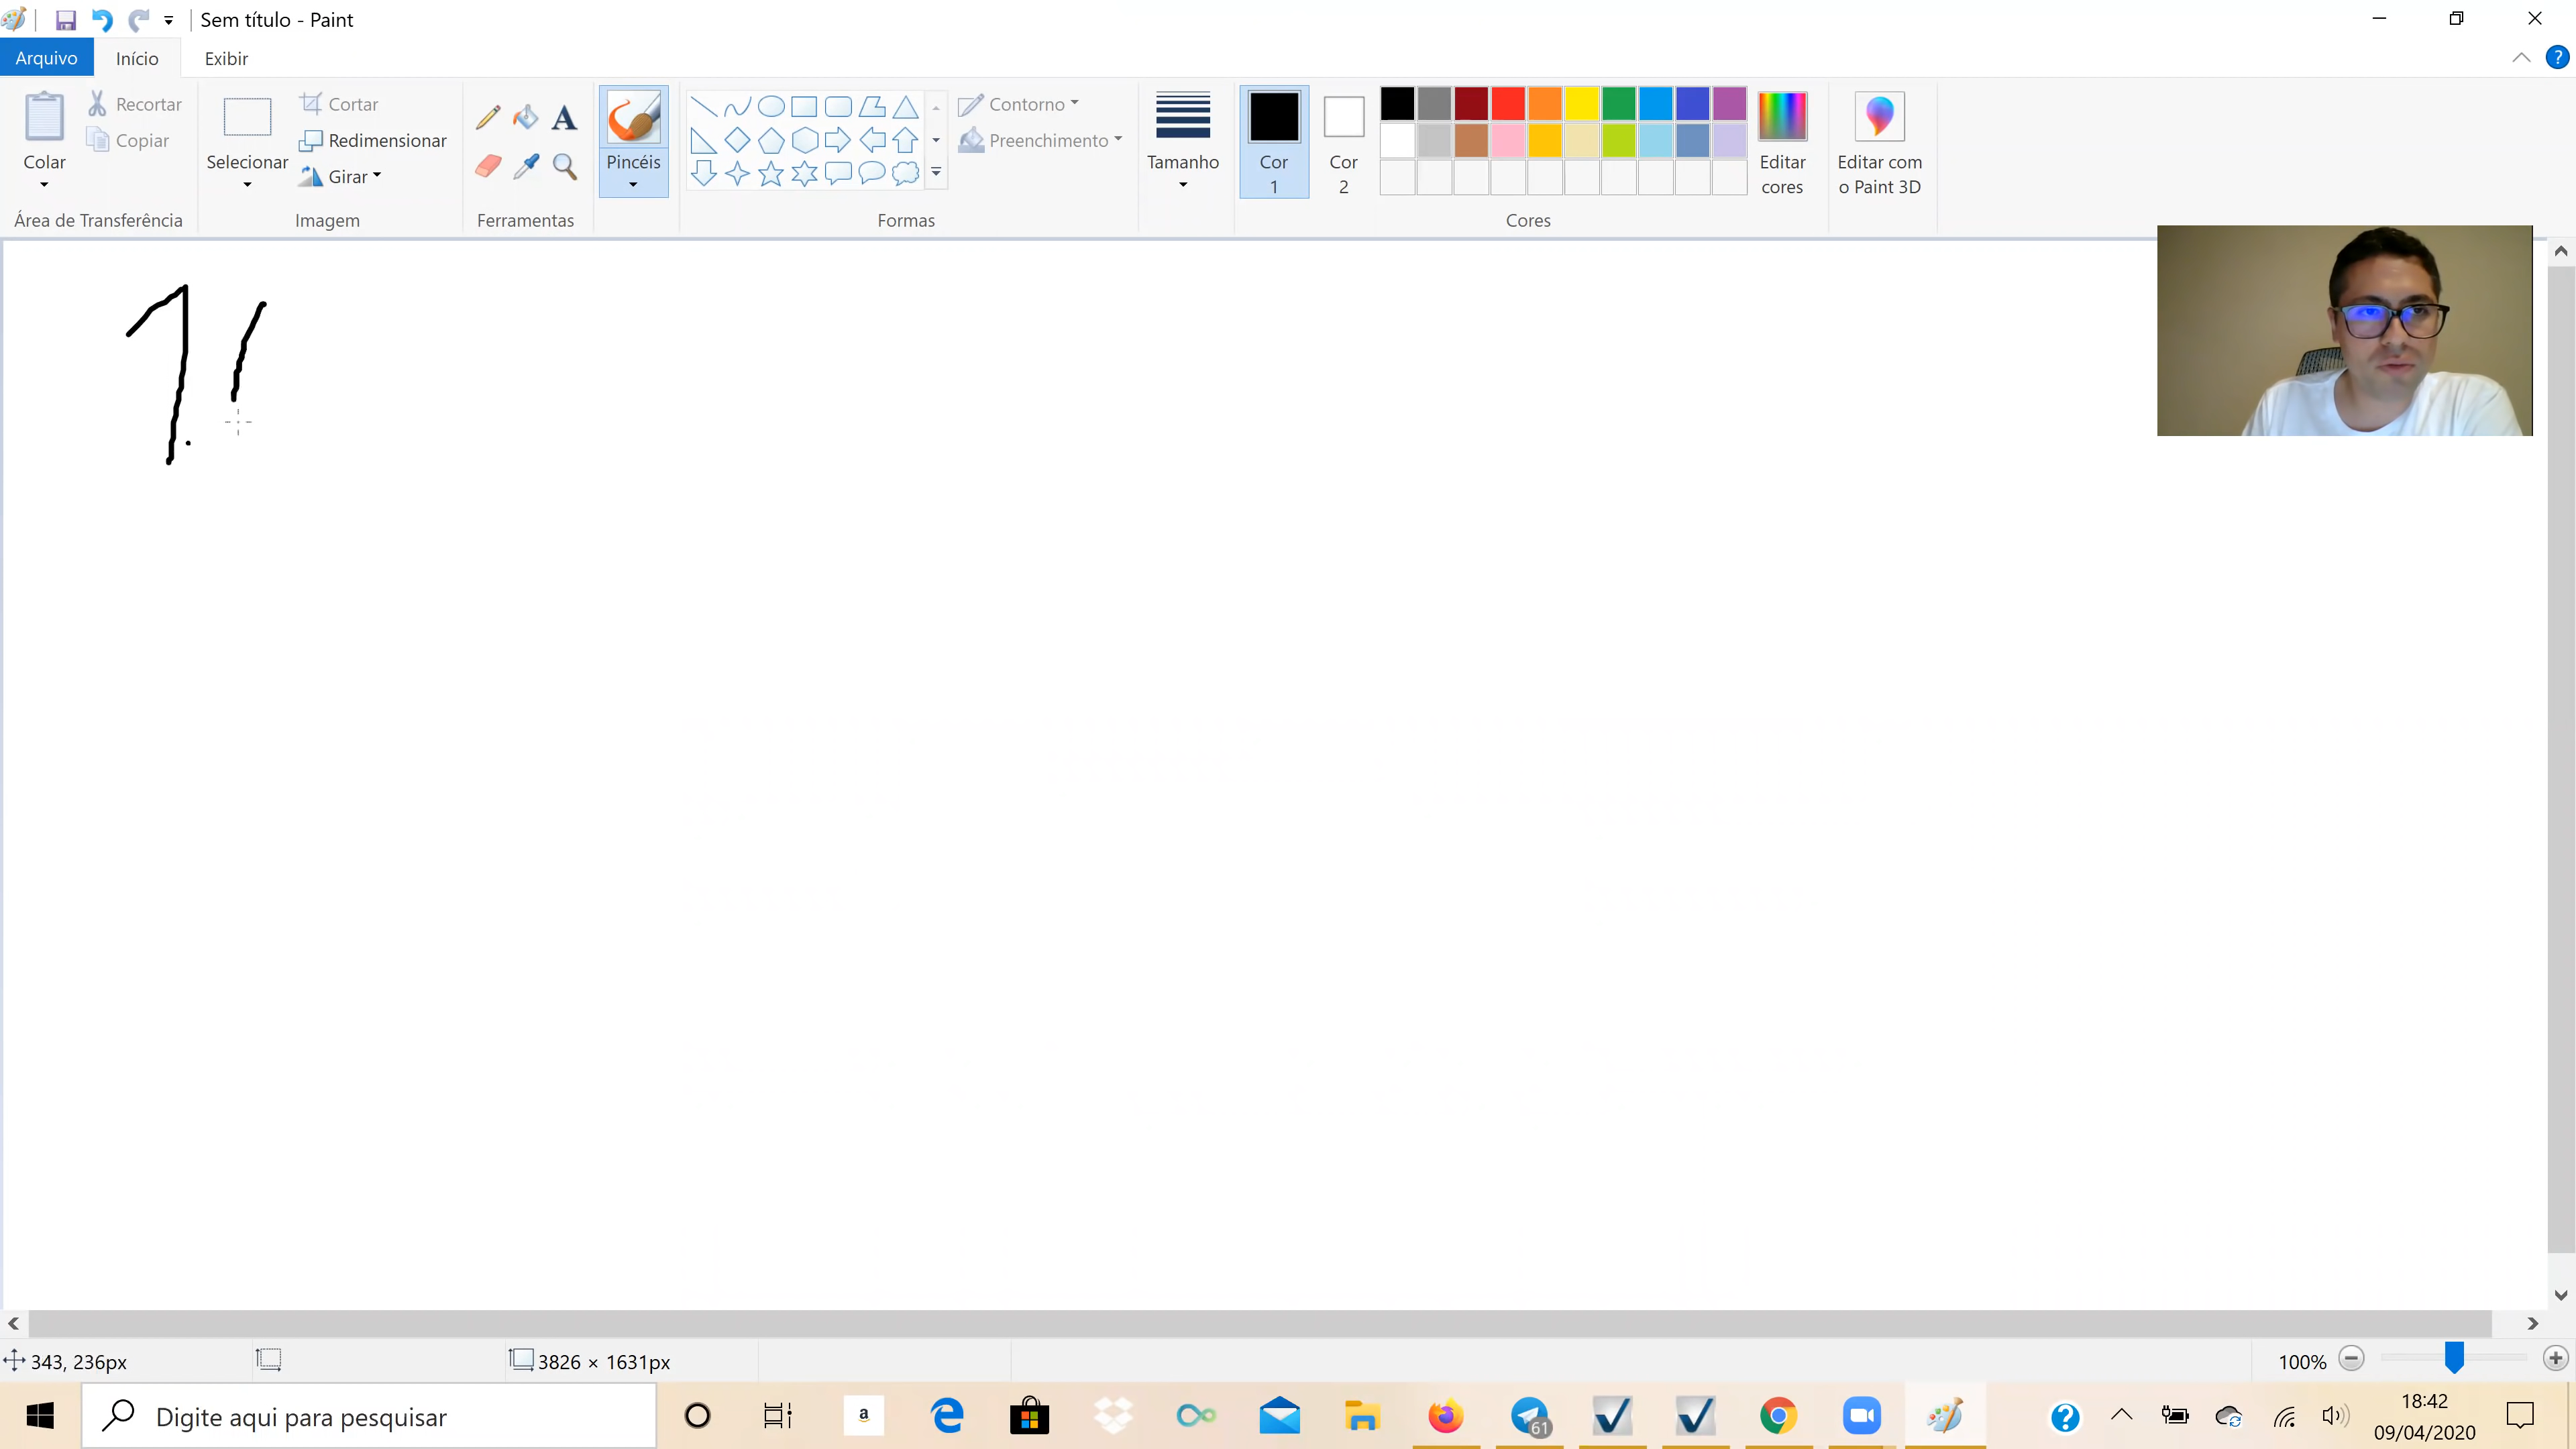 Sem título - Paint
Arquivo Início Exibir
Colar
Recortar
Copiar
Área de Transferência
Selecionar
Cortar
Redimensionar
Girar
Imagem
A
Ferramentas
Pincéis
Formas
Contorno
Preenchimento
Tamanho
Cor
1
Cor
2
Cores
Editar
cores
Editar com
o Paint 3D
?
343, 236px
3826 × 1631px
100%
Digite aqui para pesquisar
a
61
?
18:42
09/04/2020